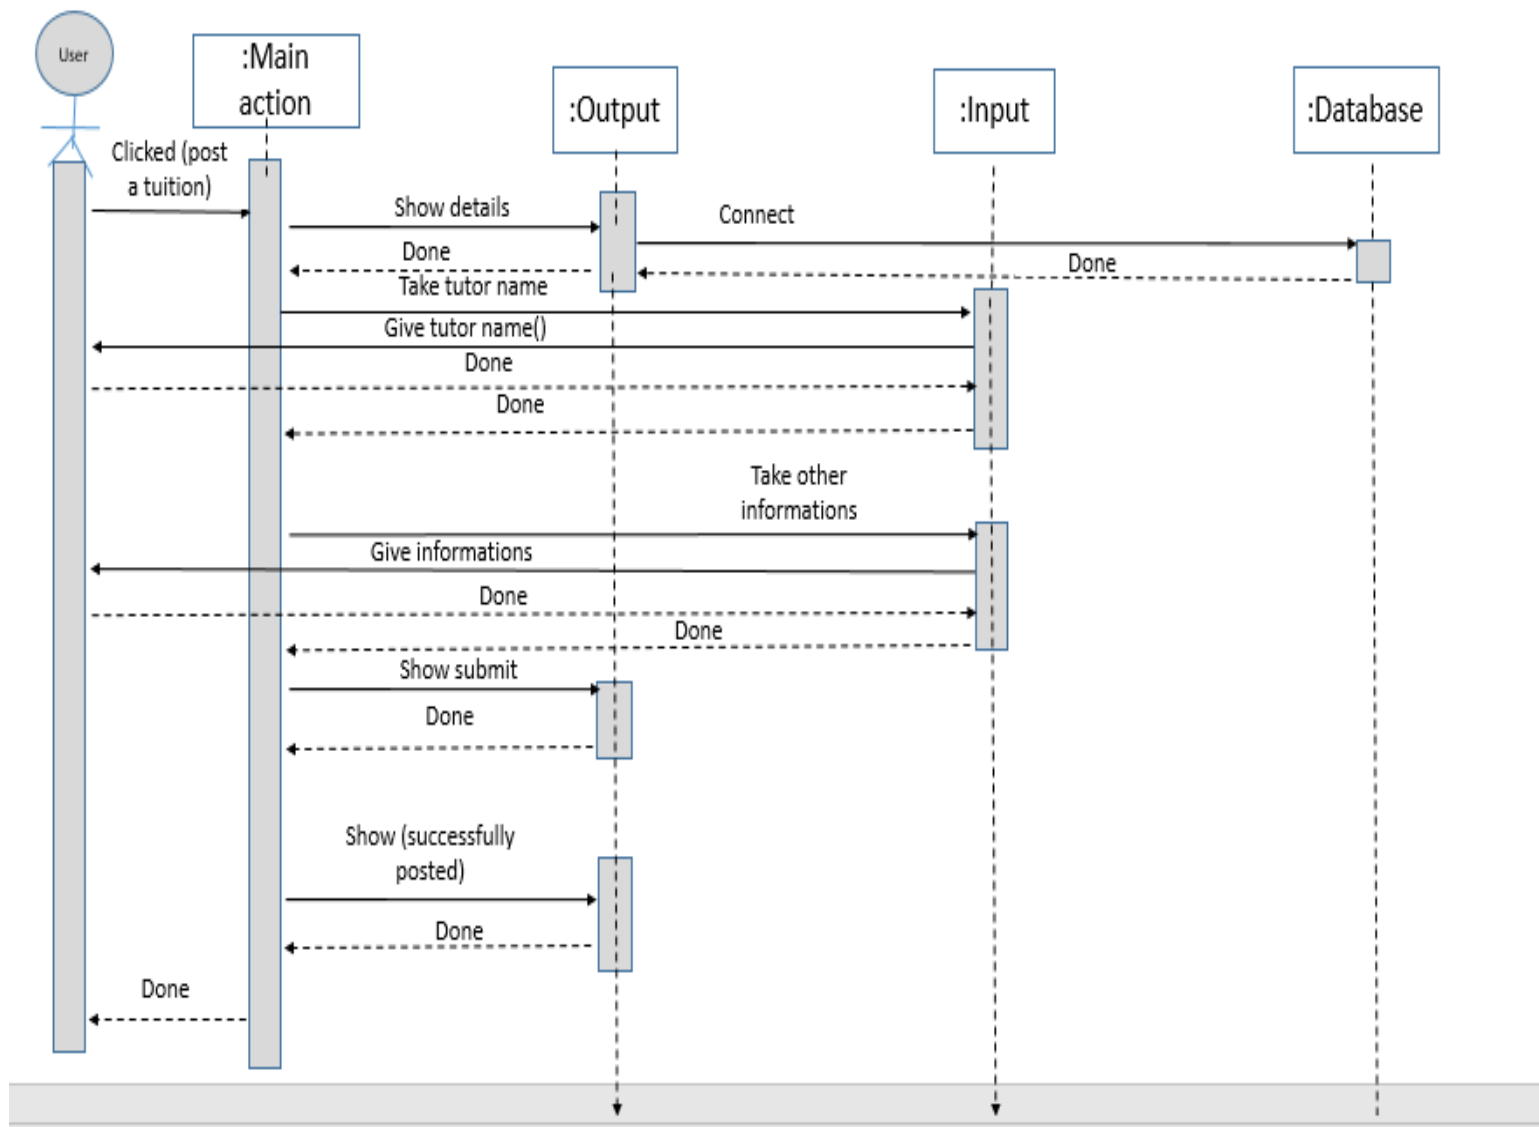 User
:Main
action
:Output
:Input
:Database
Clicked (post
a tuition)
Show details
Connect
Done
Done
Take tutor name
Give tutor name()
Done
Done
Take other
informations
Give informations
Done
Done
Show submit
Done
Show (successfully
posted)
Done
Done